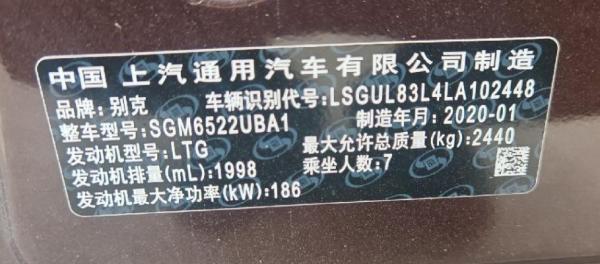 中国 上汽通用汽车有限公司制造
品牌:别克 车辆识别代号:LSGUL83L4LA102448
整车型号:SGM6522UBA1 制造年月:2020-01
发动机型号:LTG 最大允许总质量(kg):2440
发动机排量(mL):1998 乘坐人数:7
发动机最大净功率(kW):186